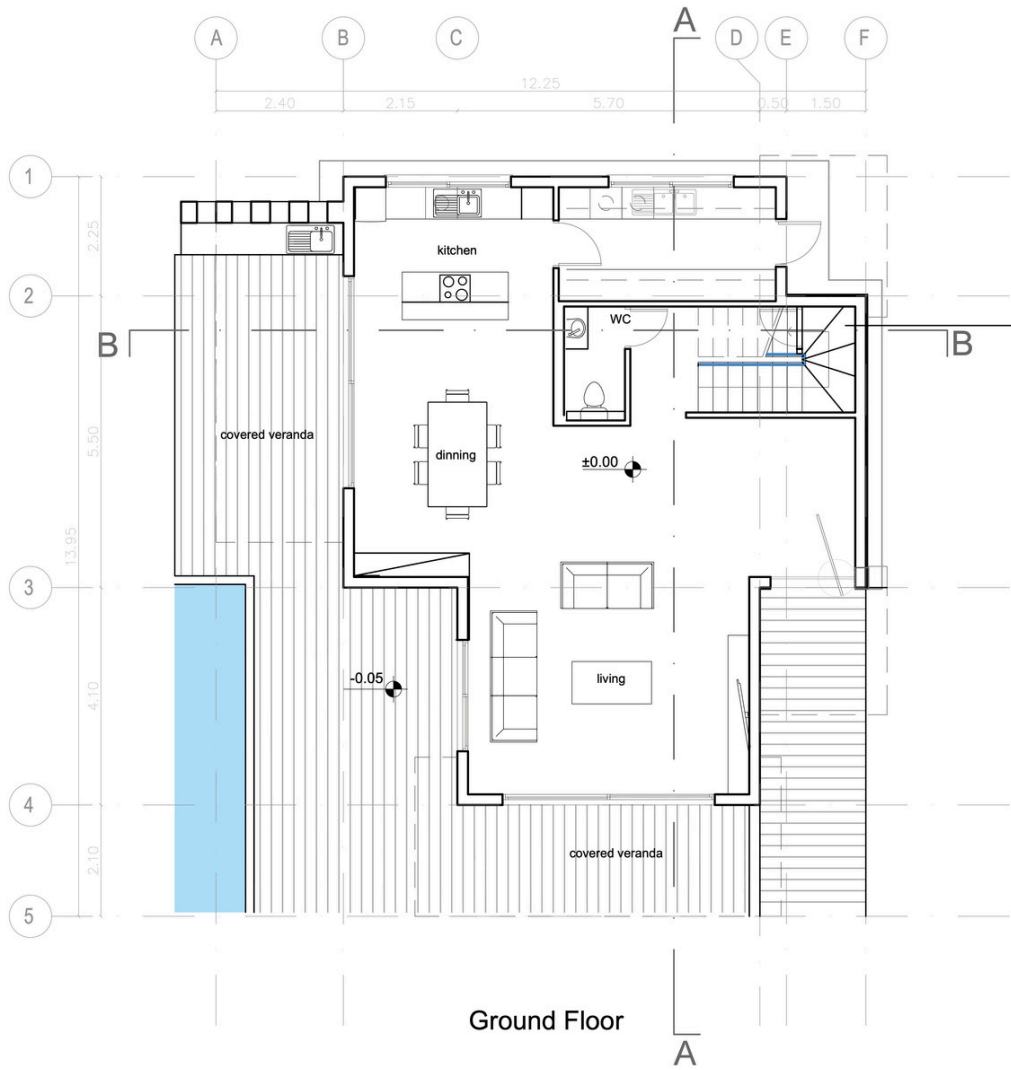 A
A B C D E F
12.25
2.40 2.15 5.70 0.50 1.50
1
2.25
kitchen
2
WC
B B
covered veranda
5.50
dinning
±0.00
13.95
3
-0.05
living
4.10
4
covered veranda
2.10
5
Ground Floor
A